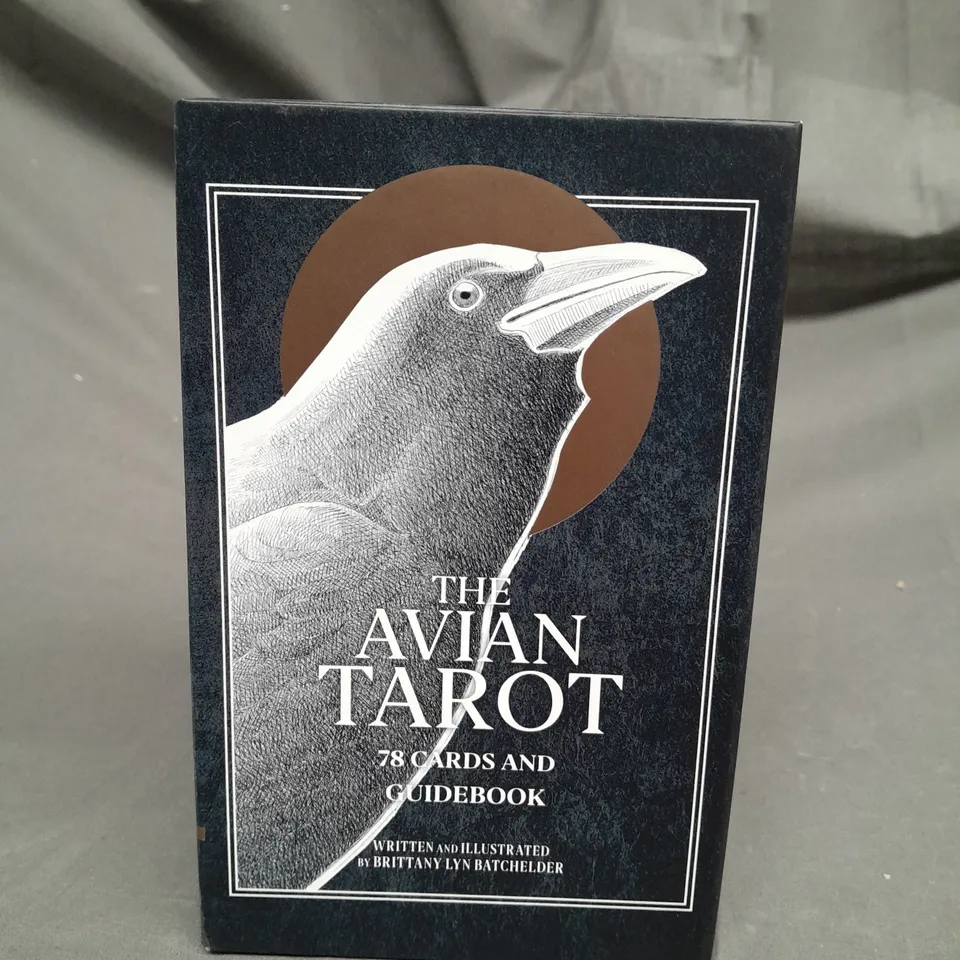 THE
AVIAN
TAROT
78 CARDS AND
GUIDEBOOK
WRITTEN AND ILLUSTRATED
BY BRITTANY LYN BATCHELDER